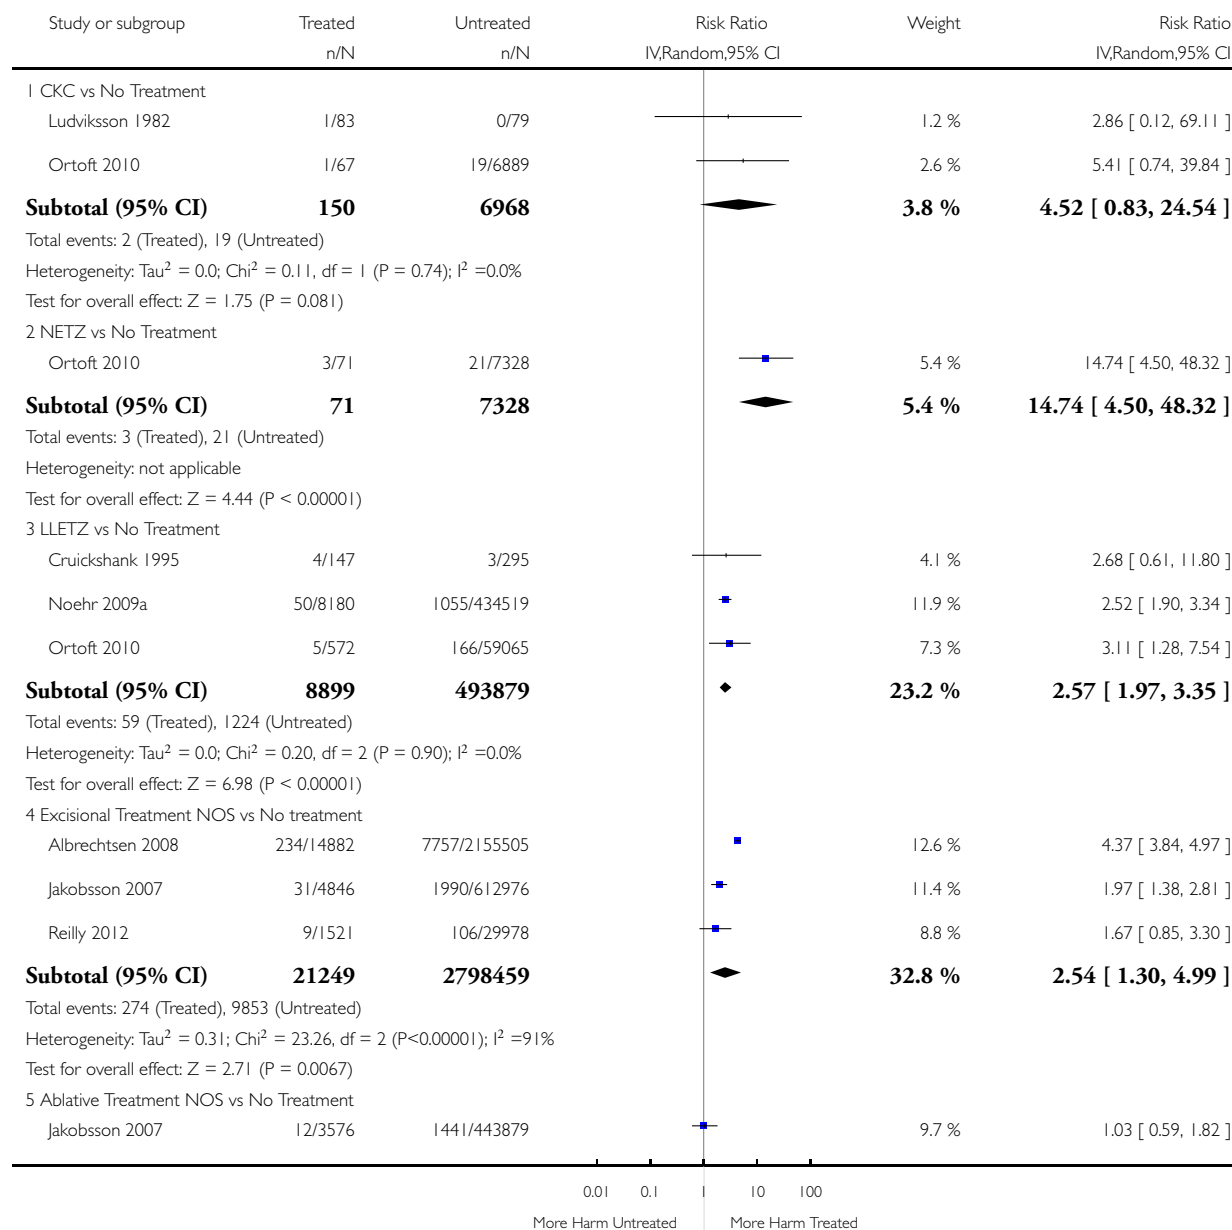 Study or subgroup Treated Untreated Risk Ratio Weight Risk Ratio
n/N n/N IV,Random,95% CI IV,Random,95% CI
1 CKC vs No Treatment
Ludviksson 1982 1/83 0/79 1.2 % 2.86 [ 0.12, 69.11 ]
Ortoft 2010 1/67 19/6889 2.6 % 5.41 [ 0.74, 39.84 ]
Subtotal (95% CI) 150 6968 3.8 % 4.52 [ 0.83, 24.54 ]
Total events: 2 (Treated), 19 (Untreated)
Heterogeneity: Tau² = 0.0; Chi² = 0.11, df = 1 (P = 0.74); I² =0.0%
Test for overall effect: Z = 1.75 (P = 0.081)
2 NETZ vs No Treatment
Ortoft 2010 3/71 21/7328 5.4 % 14.74 [ 4.50, 48.32 ]
Subtotal (95% CI) 71 7328 5.4 % 14.74 [ 4.50, 48.32 ]
Total events: 3 (Treated), 21 (Untreated)
Heterogeneity: not applicable
Test for overall effect: Z = 4.44 (P < 0.00001)
3 LLETZ vs No Treatment
Cruickshank 1995 4/147 3/295 4.1 % 2.68 [ 0.61, 11.80 ]
Noehr 2009a 50/8180 1055/434519 11.9 % 2.52 [ 1.90, 3.34 ]
Ortoft 2010 5/572 166/59065 7.3 % 3.11 [ 1.28, 7.54 ]
Subtotal (95% CI) 8899 493879 23.2 % 2.57 [ 1.97, 3.35 ]
Total events: 59 (Treated), 1224 (Untreated)
Heterogeneity: Tau² = 0.0; Chi² = 0.20, df = 2 (P = 0.90); I² =0.0%
Test for overall effect: Z = 6.98 (P < 0.00001)
4 Excisional Treatment NOS vs No treatment
Albrechtsen 2008 234/14882 7757/2155505 12.6 % 4.37 [ 3.84, 4.97 ]
Jakobsson 2007 31/4846 1990/612976 11.4 % 1.97 [ 1.38, 2.81 ]
Reilly 2012 9/1521 106/29978 8.8 % 1.67 [ 0.85, 3.30 ]
Subtotal (95% CI) 21249 2798459 32.8 % 2.54 [ 1.30, 4.99 ]
Total events: 274 (Treated), 9853 (Untreated)
Heterogeneity: Tau² = 0.31; Chi² = 23.26, df = 2 (P<0.00001); I² =91%
Test for overall effect: Z = 2.71 (P = 0.0067)
5 Ablative Treatment NOS vs No Treatment
Jakobsson 2007 12/3576 1441/443879 9.7 % 1.03 [ 0.59, 1.82 ]
0.01 0.1 1 10 100
More Harm Untreated More Harm Treated